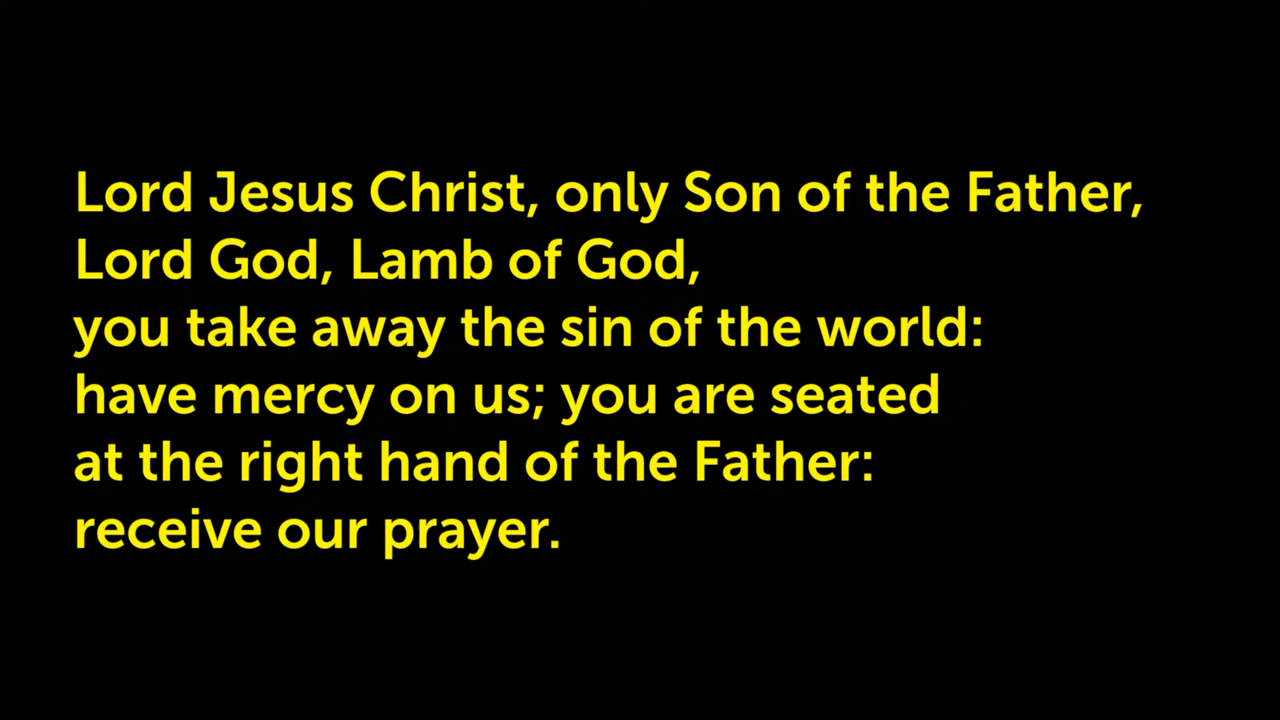 Lord Jesus Christ, only Son of the Father,
Lord God, Lamb of God,
you take away the sin of the world:
have mercy on us; you are seated
at the right hand of the Father:
receive our prayer.